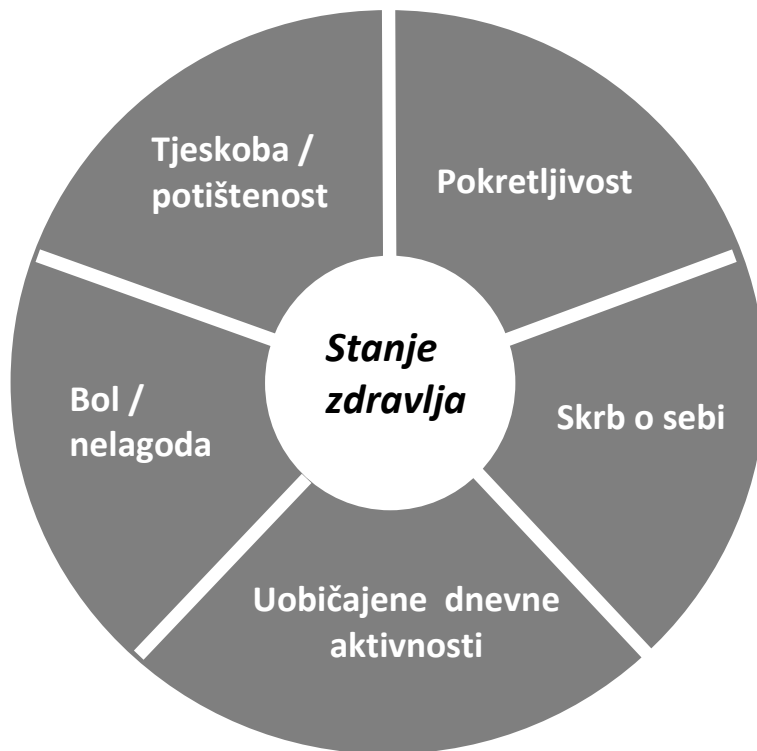 Tjeskoba /
potištenost
Pokretljivost
Stanje
zdravlja
Bol /
nelagoda
Skrb o sebi
Uobičajene dnevne
aktivnosti